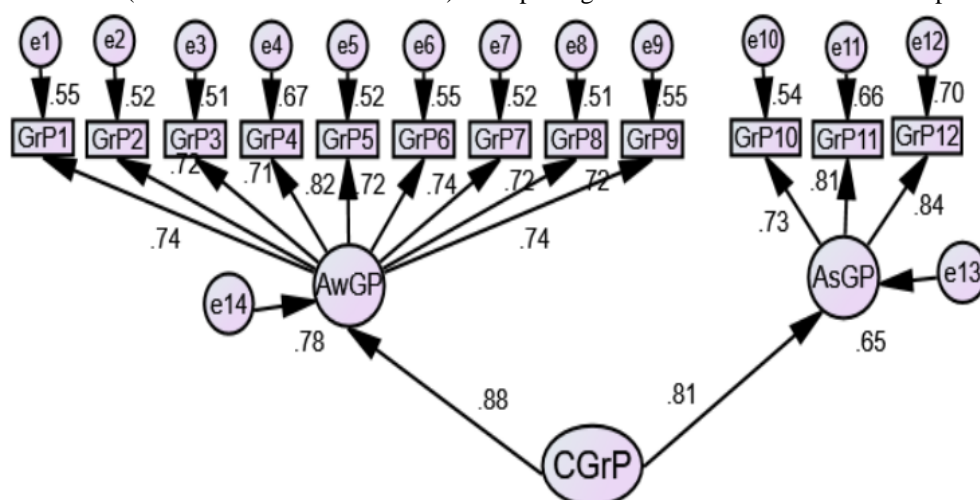 e1 e2 e3 e4 e5 e6 e7 e8 e9 e10 e11 e12
.55 .52 .51 .67 .52 .55 .52 .51 .55 .54 .66 .70
GrP1 GrP2 GrP3 GrP4 GrP5 GrP6 GrP7 GrP8 GrP9 GrP10 GrP11 GrP12
.72 .71 .82 .72 .74 .72 .72 .81
.74 .74 .73 .84
AwGP AsGP e13
e14
.78 .65
.88 .81
CGrP